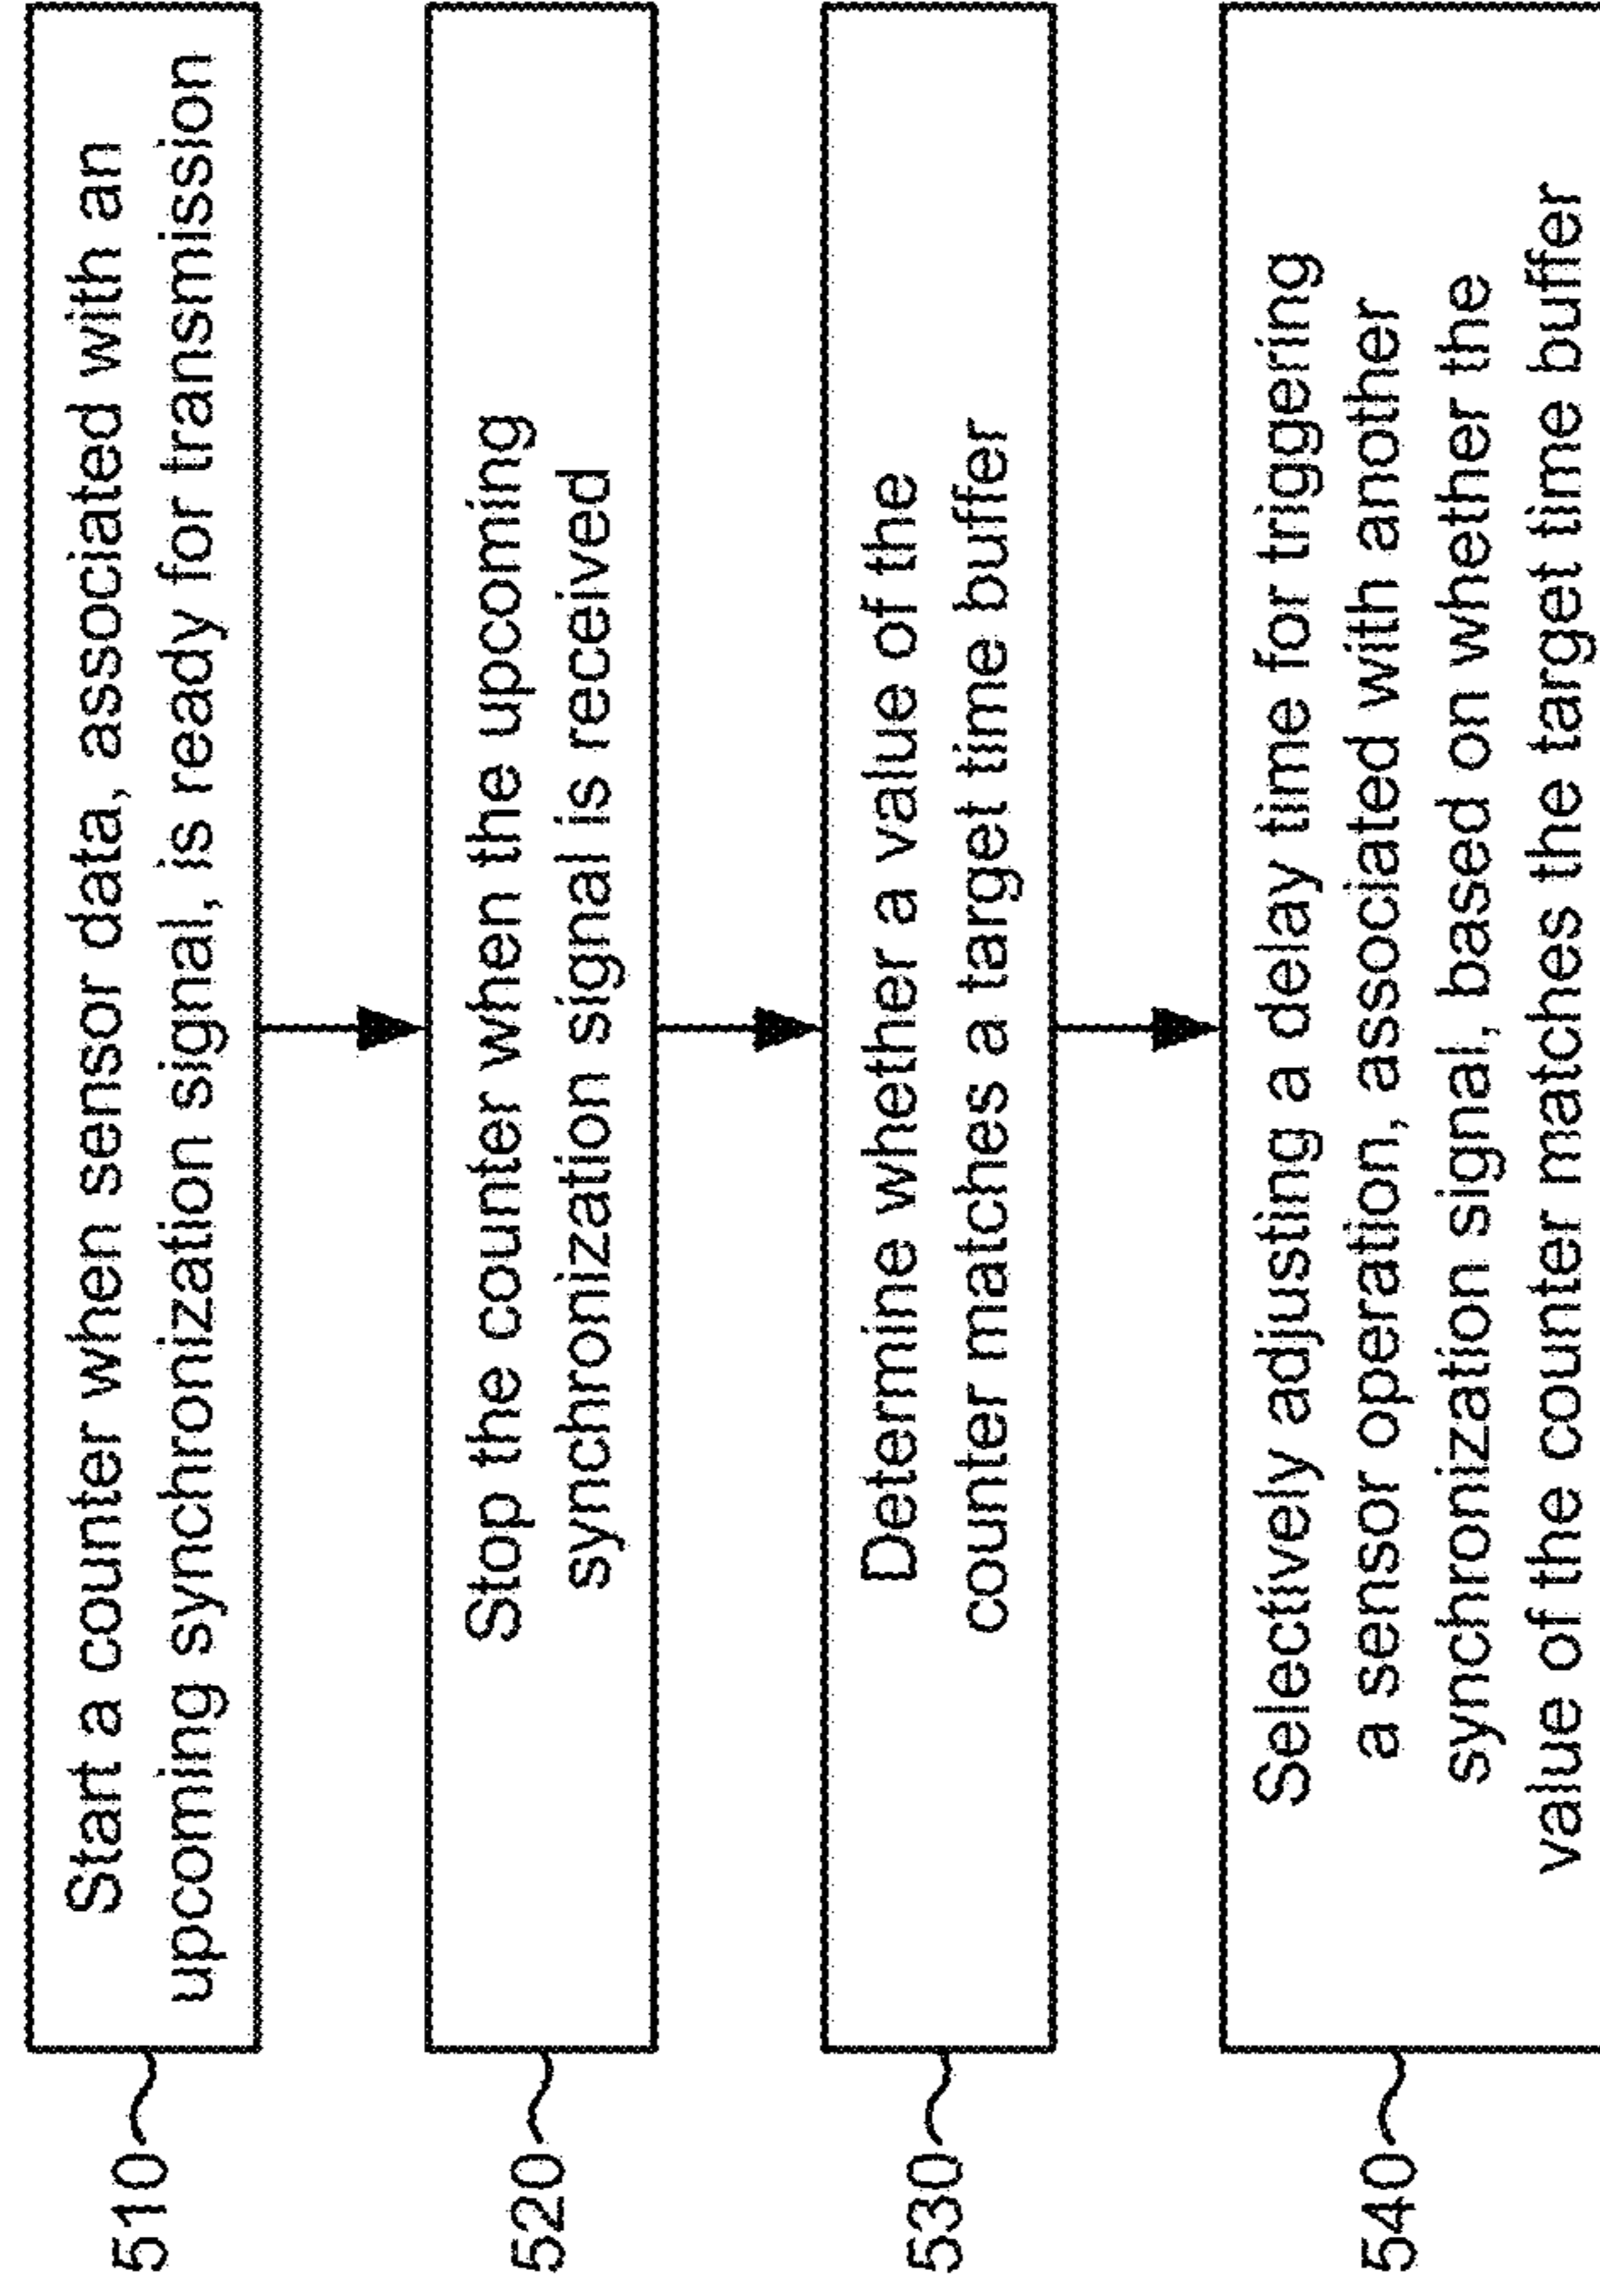 510
Start a counter when sensor data, associated with an
upcoming synchronization signal, is ready for transmission
520
Stop the counter when the upcoming
synchronization signal is received
530
Determine whether a value of the
counter matches a target time buffer
540
Selectively adjusting a delay time for triggering
a sensor operation, associated with another
synchronization signal, based on whether the
value of the counter matches the target time buffer